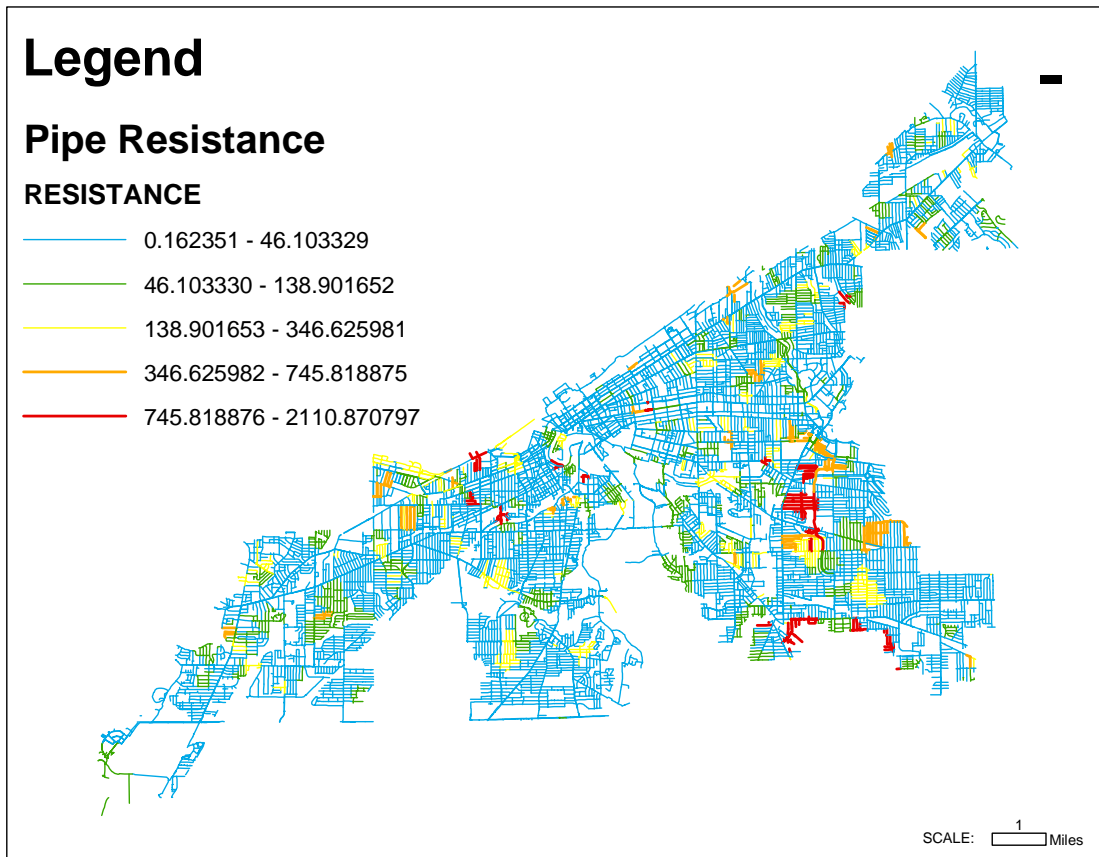 Legend
Pipe Resistance
RESISTANCE
0.162351 - 46.103329
46.103330 - 138.901652
138.901653 - 346.625981
346.625982 - 745.818875
745.818876 - 2110.870797
1
SCALE: Miles